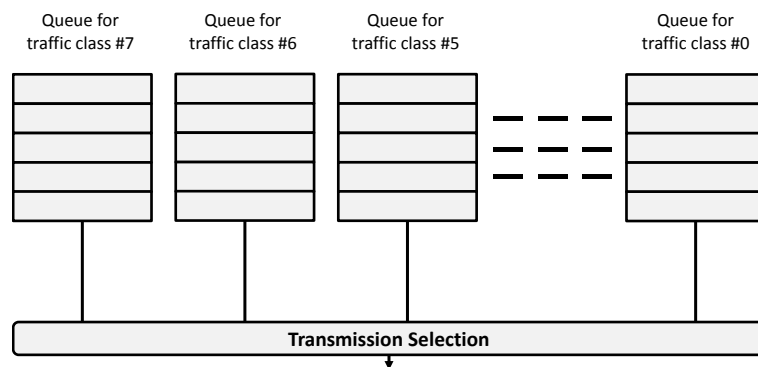 Queue for
traffic class #7
Queue for
traffic class #6
Queue for
traffic class #5
Queue for
traffic class #0
Transmission Selection